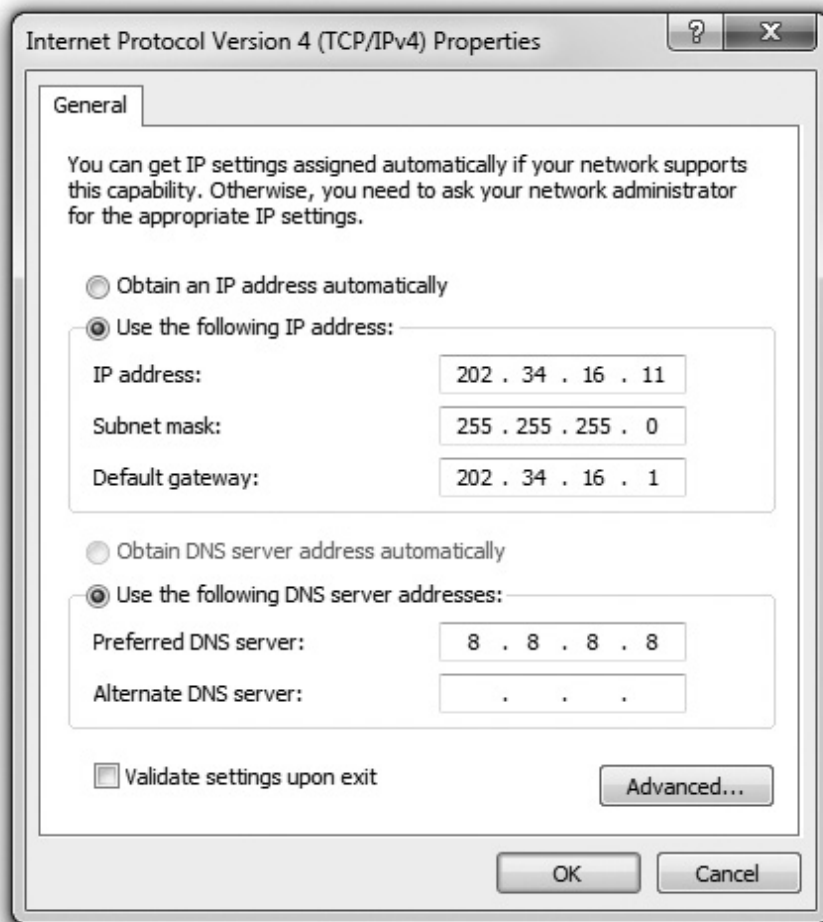 Internet Protocol Version 4 (TCP/IPv4) Properties
? X
General
You can get IP settings assigned automatically if your network supports
this capability. Otherwise, you need to ask your network administrator
for the appropriate IP settings.
Obtain an IP address automatically
Use the following IP address:
IP address: 202 . 34 . 16 . 11
Subnet mask: 255 . 255 . 255 . 0
Default gateway: 202 . 34 . 16 . 1
Obtain DNS server address automatically
Use the following DNS server addresses:
Preferred DNS server: 8 . 8 . 8 . 8
Alternate DNS server: . . .
Validate settings upon exit
Advanced...
OK Cancel